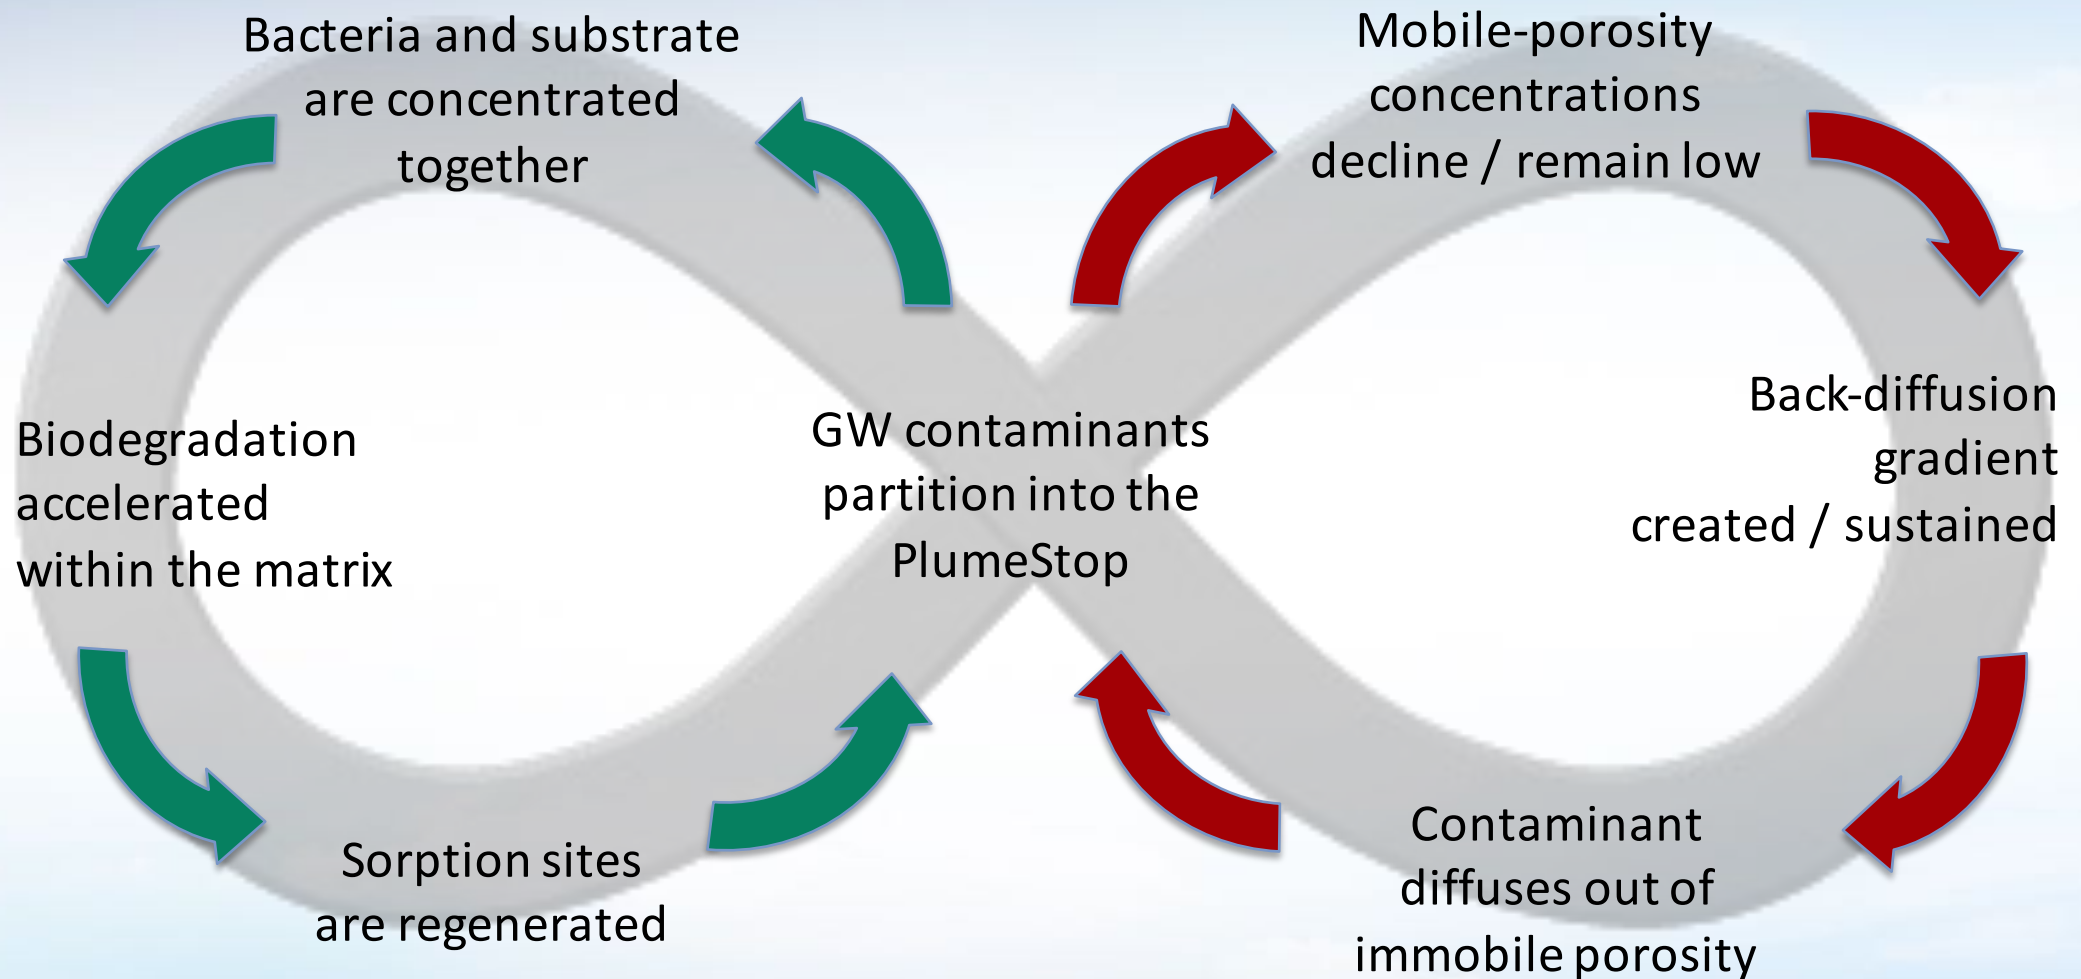 Bacteria and substrate
are concentrated
together
Mobile-porosity
concentrations
decline / remain low
Biodegradation
accelerated
within the matrix
GW contaminants
partition into the
PlumeStop
Back-diffusion
gradient
created / sustained
Sorption sites
are regenerated
Contaminant
diffuses out of
immobile porosity